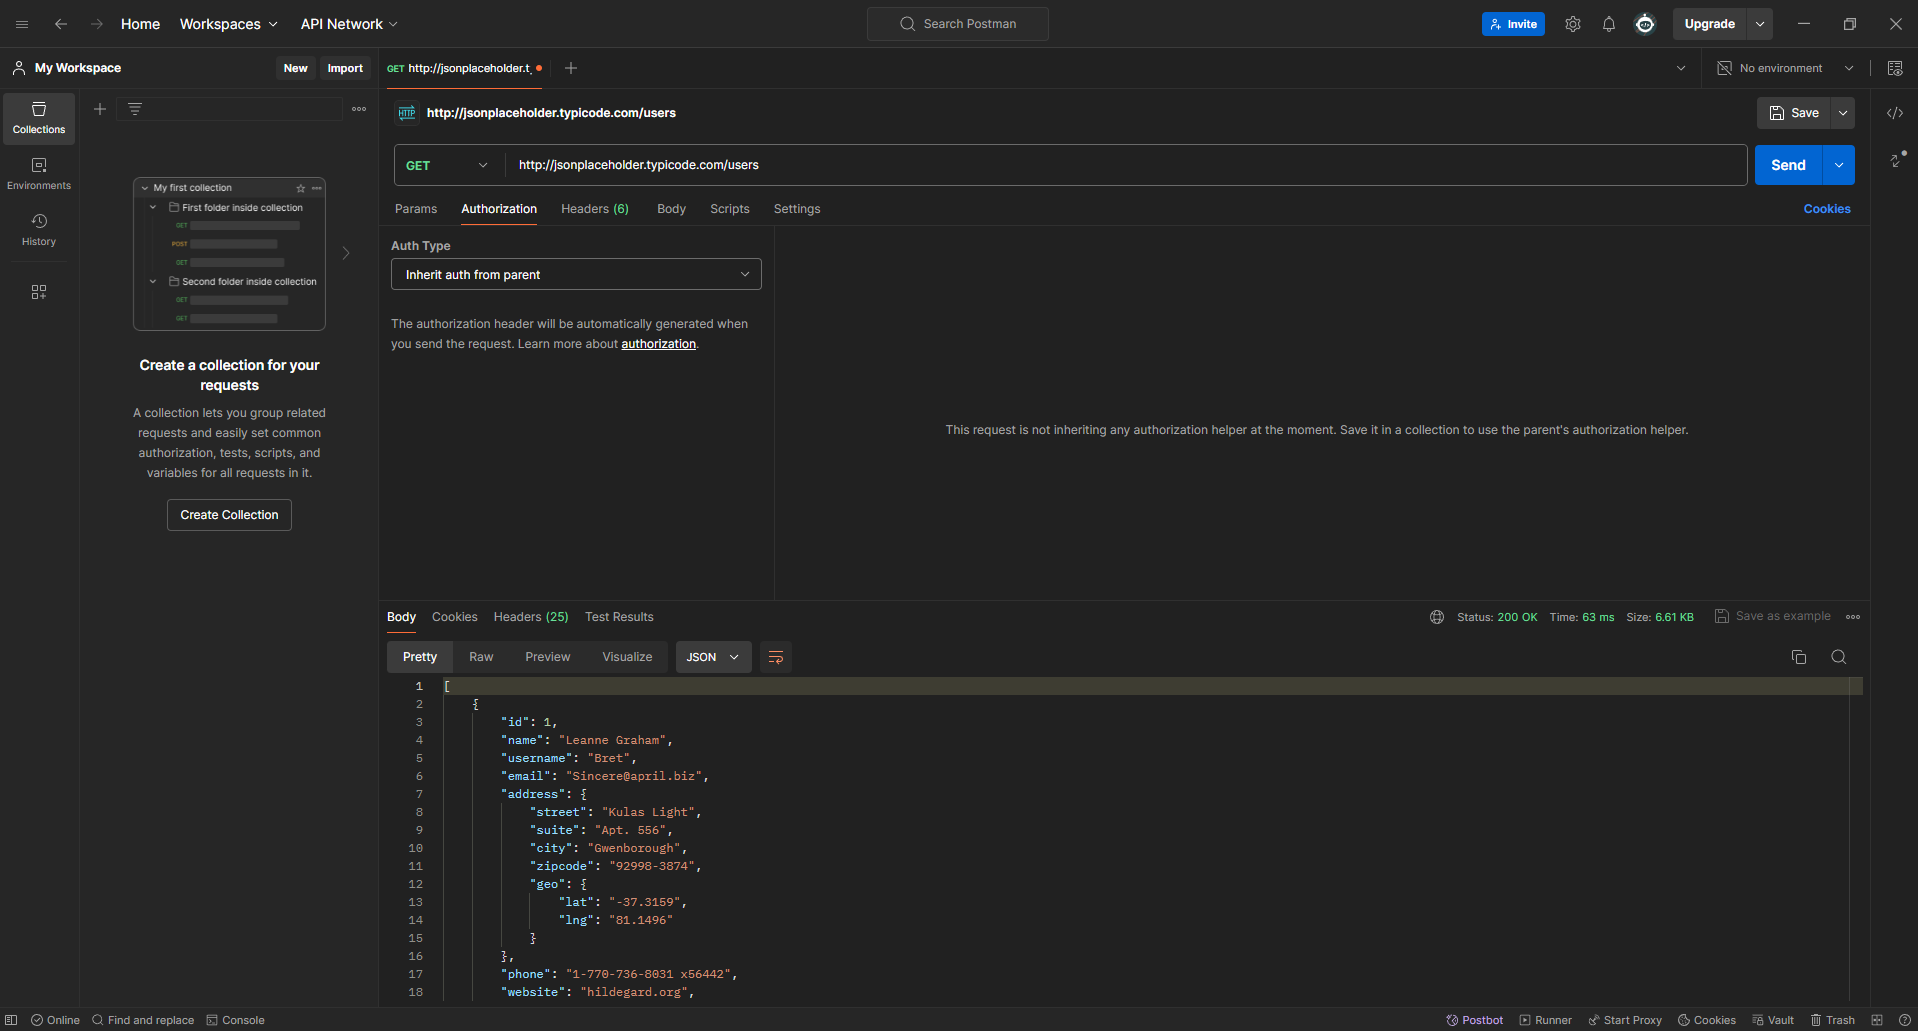 Home Workspaces API Network Search Postman Invite Upgrade
My Workspace New Import GET http://jsonplaceholder.t No environment
Collections
Environments
History
My first collection
First folder inside collection
GET
POST
GET
Second folder inside collection
GET
GET
Create a collection for your
requests
A collection lets you group related
requests and easily set common
authorization, tests, scripts, and
variables for all requests in it.
Create Collection
HTTP http://jsonplaceholder.typicode.com/users Save
GET http://jsonplaceholder.typicode.com/users Send
Params Authorization Headers (6) Body Scripts Settings Cookies
Auth Type
Inherit auth from parent
The authorization header will be automatically generated when
you send the request. Learn more about authorization.
This request is not inheriting any authorization helper at the moment. Save it in a collection to use the parent's authorization helper.
Body Cookies Headers (25) Test Results Status: 200 OK Time: 63 ms Size: 6.61 KB Save as example
Pretty Raw Preview Visualize JSON
1 [
2 {
3 "id": 1,
4 "name": "Leanne Graham",
5 "username": "Bret",
6 "email": "Sincere@april.biz",
7 "address": {
8 "street": "Kulas Light",
9 "suite": "Apt. 556",
10 "city": "Gwenborough",
11 "zipcode": "92998-3874",
12 "geo": {
13 "lat": "-37.3159",
14 "lng": "81.1496"
15 }
16 },
17 "phone": "1-770-736-8031 x56442",
18 "website": "hildegard.org",
Online Find and replace Console Postbot Runner Start Proxy Cookies Vault Trash